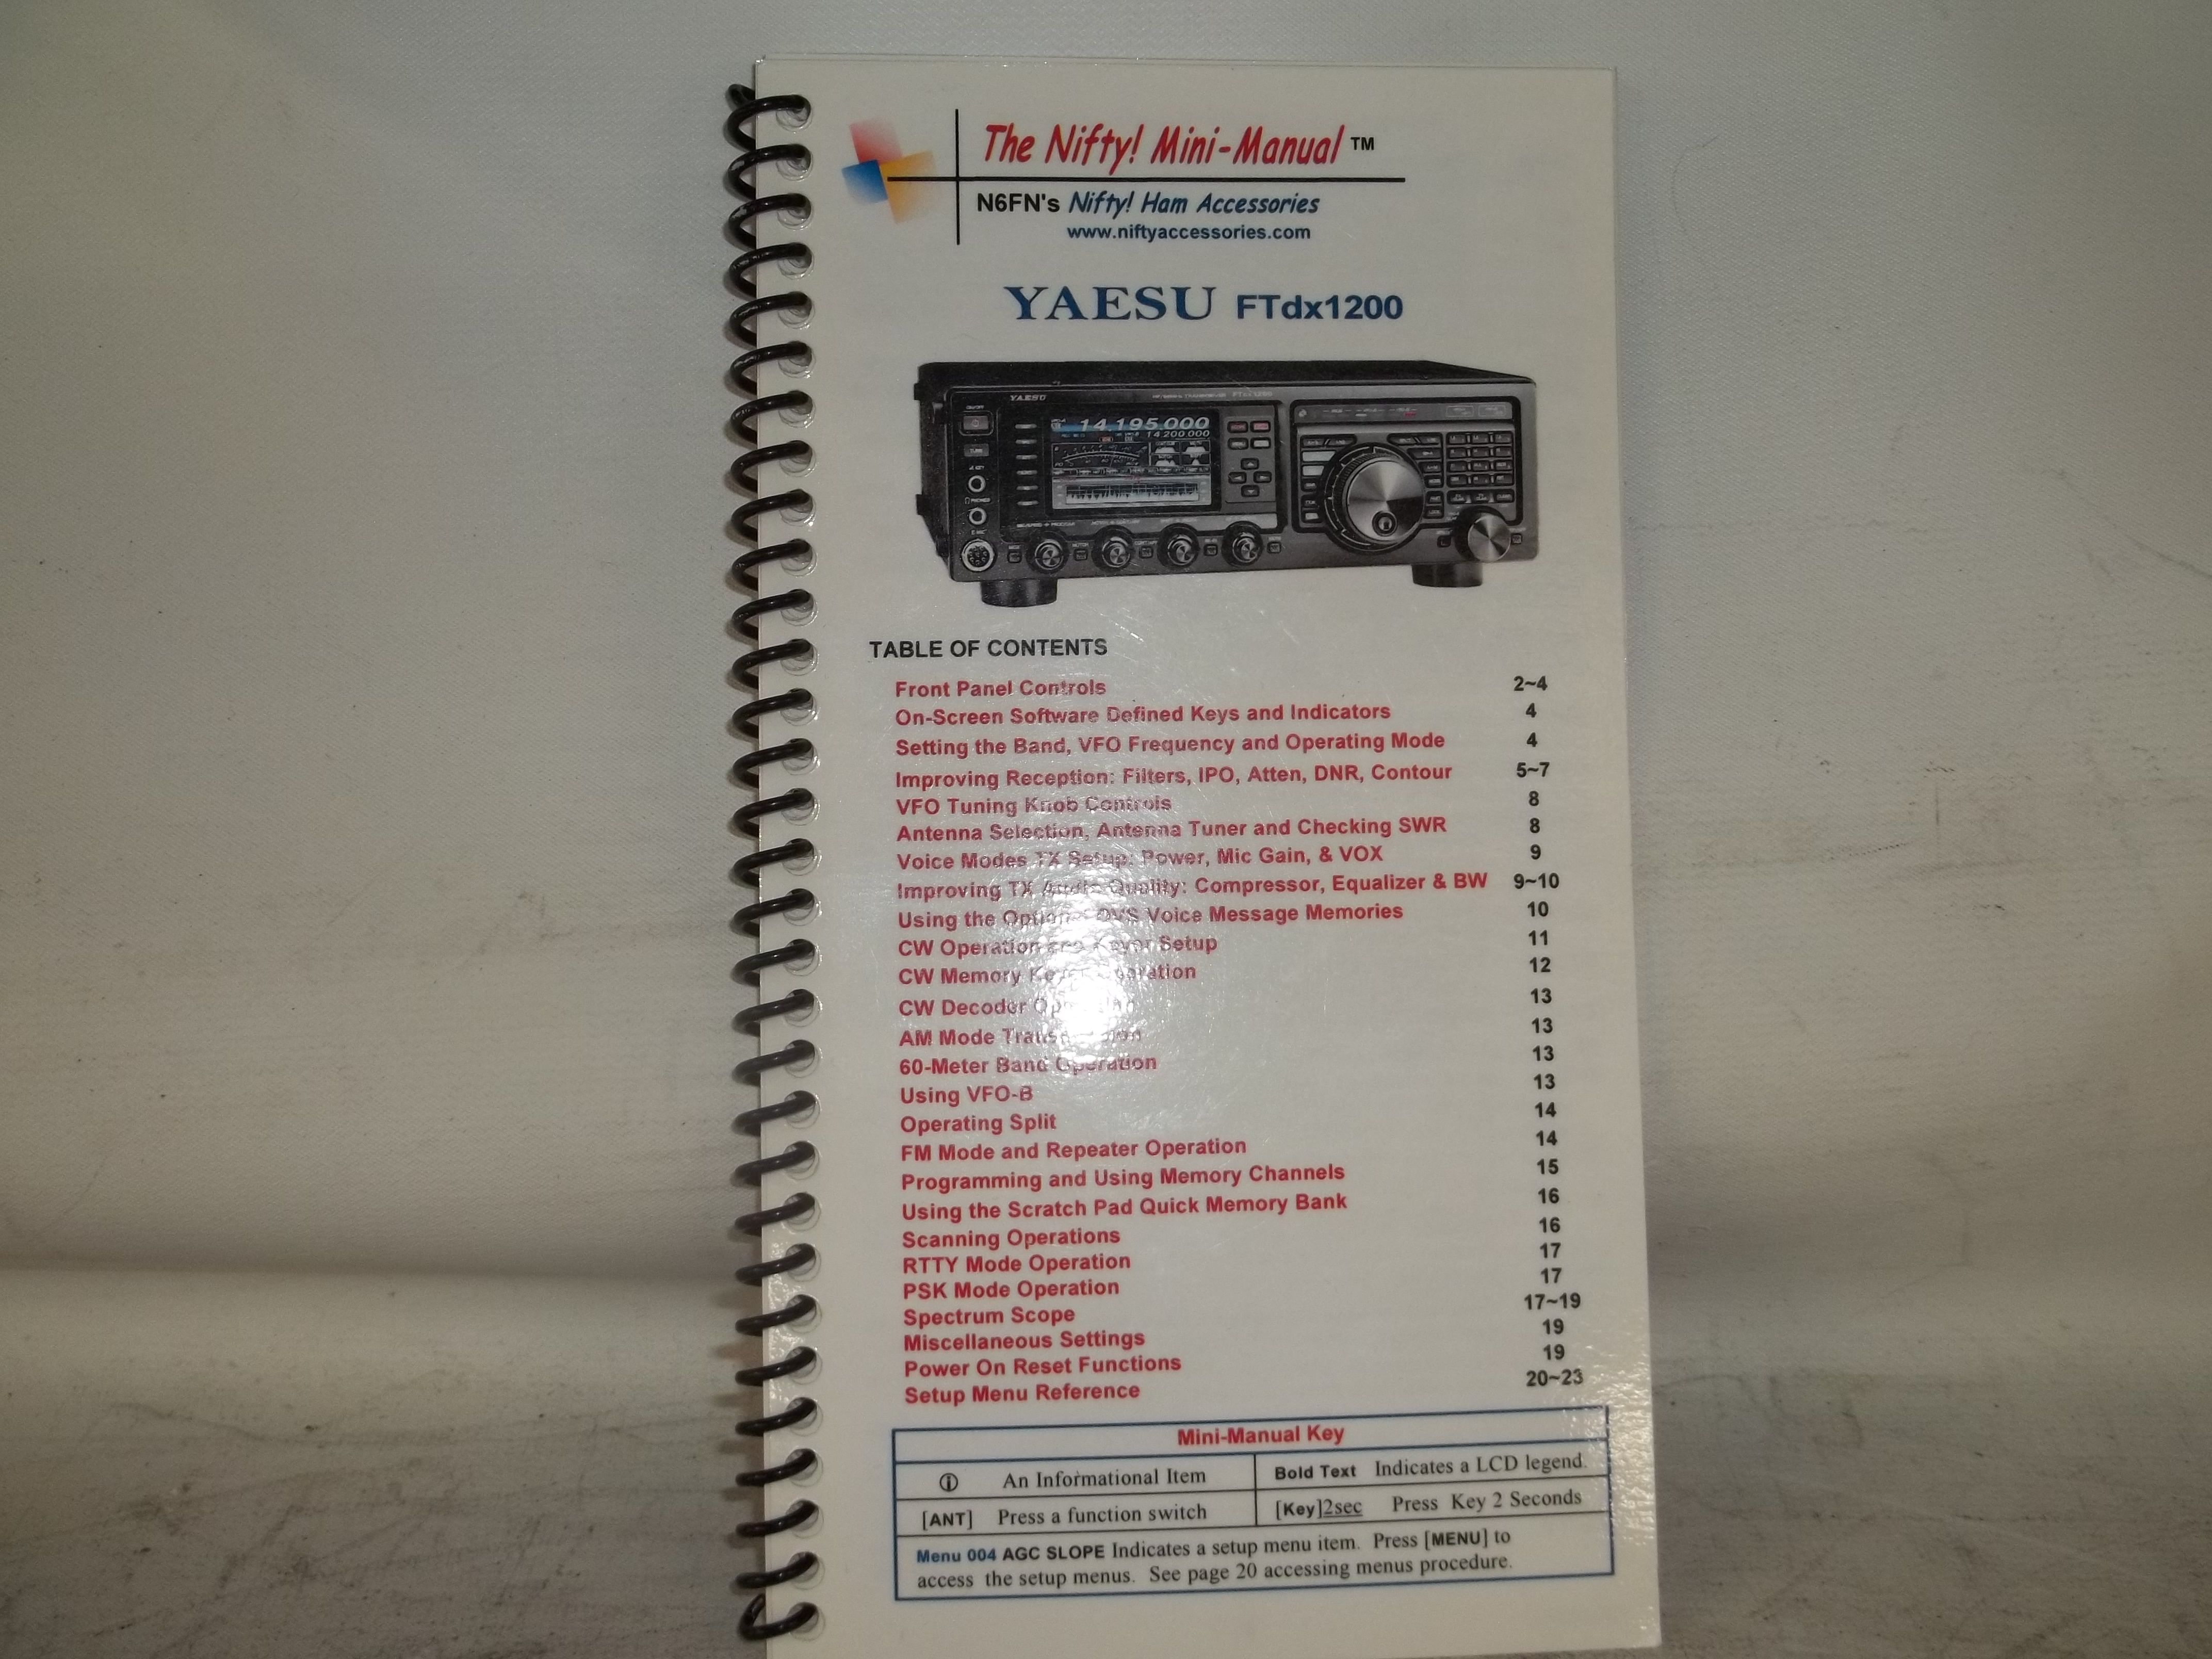 The Nifty! Mini-Manual ™
N6FN's Nifty! Ham Accessories
www.niftyaccessories.com
YAESU FTdx1200
YAESU
14.195.000
14.200.000
TABLE OF CONTENTS
Front Panel Controls 2~4
On-Screen Software Defined Keys and Indicators 4
Setting the Band, VFO Frequency and Operating Mode 4
Improving Reception: Filters, IPO, Atten, DNR, Contour 5~7
VFO Tuning Knob Controls 8
Antenna Selection, Antenna Tuner and Checking SWR 8
Voice Modes TX Setup: Power, Mic Gain, & VOX 9
Improving TX Audio Quality: Compressor, Equalizer & BW 9~10
Using the Optional DVS Voice Message Memories 10
CW Operation and Keyer Setup 11
CW Memory Keyer Operation 12
CW Decoder Operation 13
AM Mode Transmission 13
60-Meter Band Operation 13
Using VFO-B 13
Operating Split 14
FM Mode and Repeater Operation 14
Programming and Using Memory Channels 15
Using the Scratch Pad Quick Memory Bank 16
Scanning Operations 16
RTTY Mode Operation 17
PSK Mode Operation 17
Spectrum Scope 17~19
Miscellaneous Settings 19
Power On Reset Functions 19
Setup Menu Reference 20~23
Mini-Manual Key
ⓘ An Informational Item Bold Text Indicates a LCD legend.
[ANT] Press a function switch [Key]2sec Press Key 2 Seconds
Menu 004 AGC SLOPE Indicates a setup menu item. Press [MENU] to
access the setup menus. See page 20 accessing menus procedure.